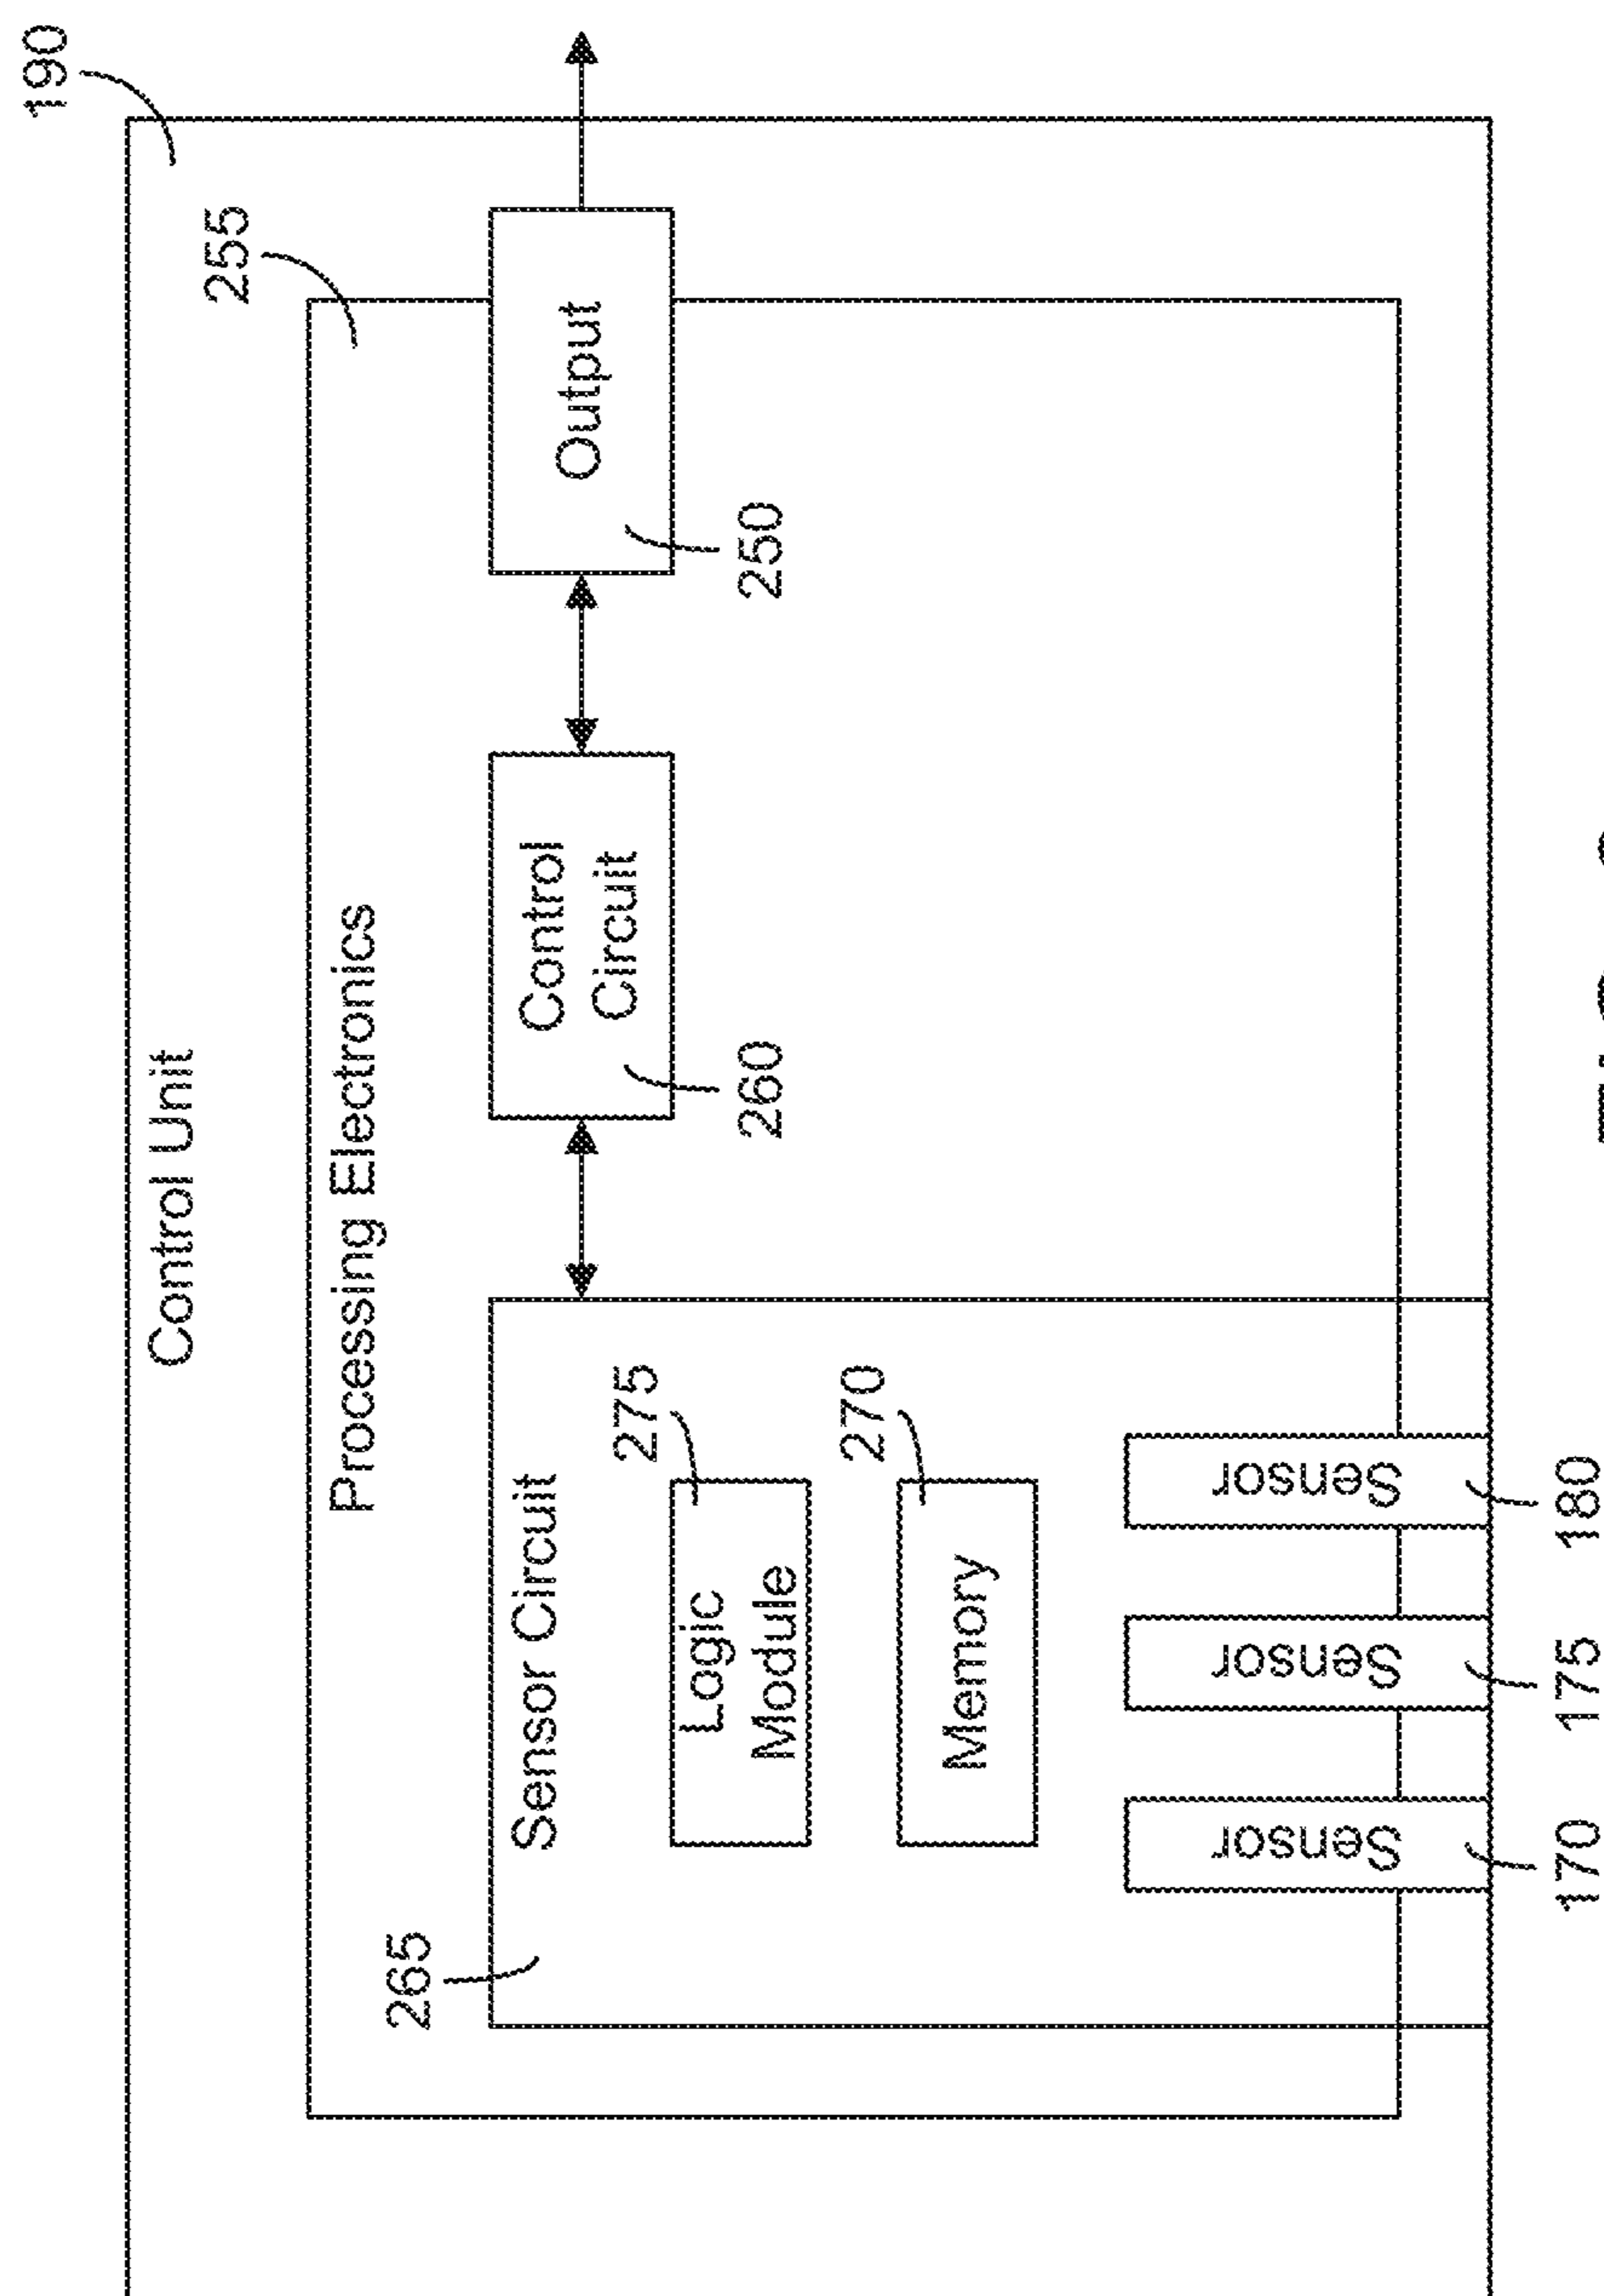 190
Control Unit
255
Processing Electronics
265
Sensor Circuit
275
Logic
Module
270
Memory
Sensor
170
Sensor
175
Sensor
180
Control
Circuit
260
Output
250